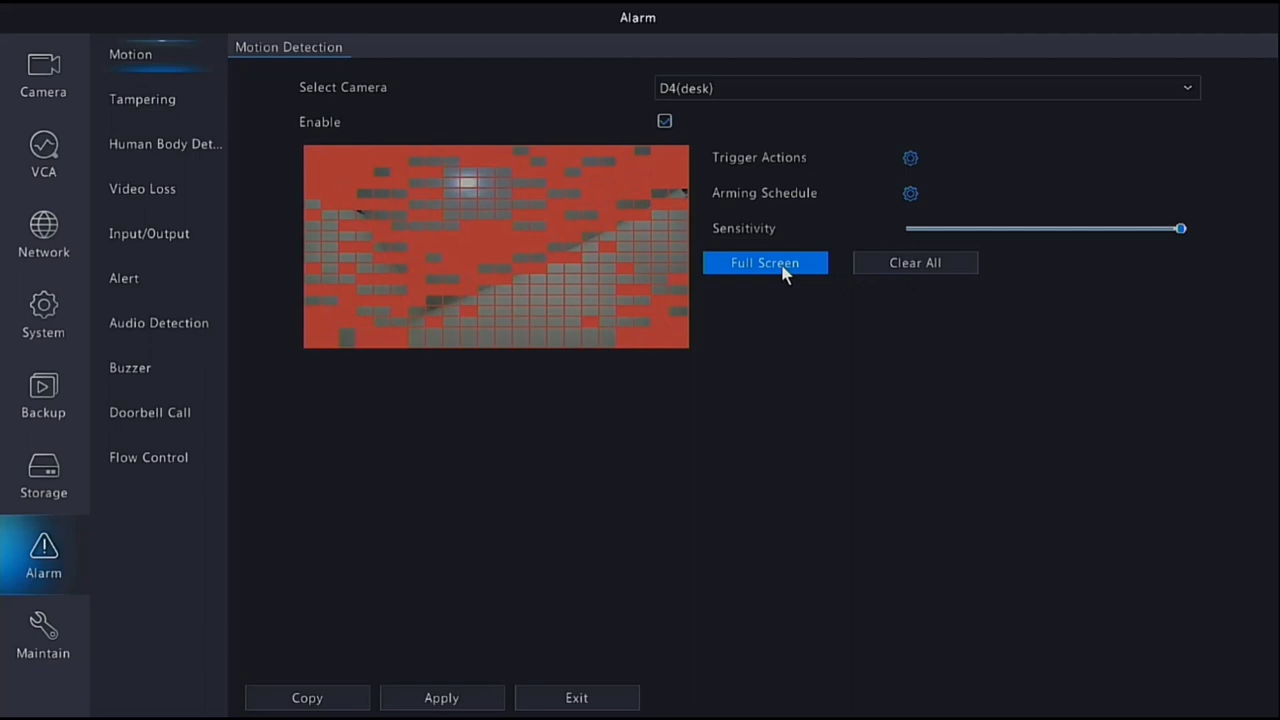 Alarm
Camera
VCA
Network
System
Backup
Storage
Alarm
Maintain
Motion
Tampering
Human Body Det...
Video Loss
Input/Output
Alert
Audio Detection
Buzzer
Doorbell Call
Flow Control
Motion Detection
Select Camera
D4(desk)
Enable
Trigger Actions
Arming Schedule
Sensitivity
Full Screen
Clear All
Copy
Apply
Exit